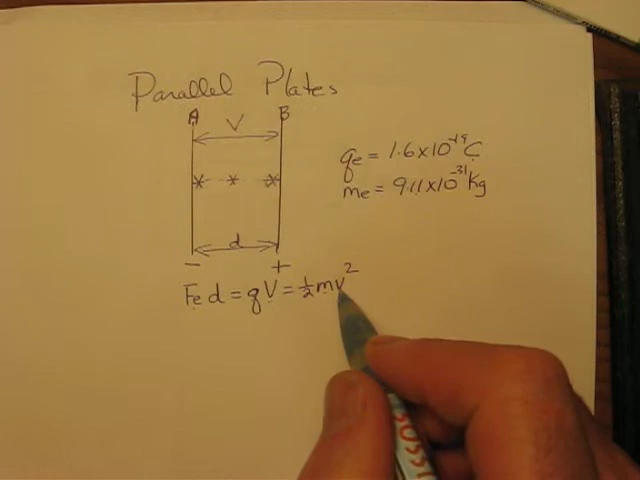 Parallel Plates
A B
V
qe = 1.6x10^-19 C
me = 9.11x10^-31 Kg
d
- +
Fe d = qV = ½mv²